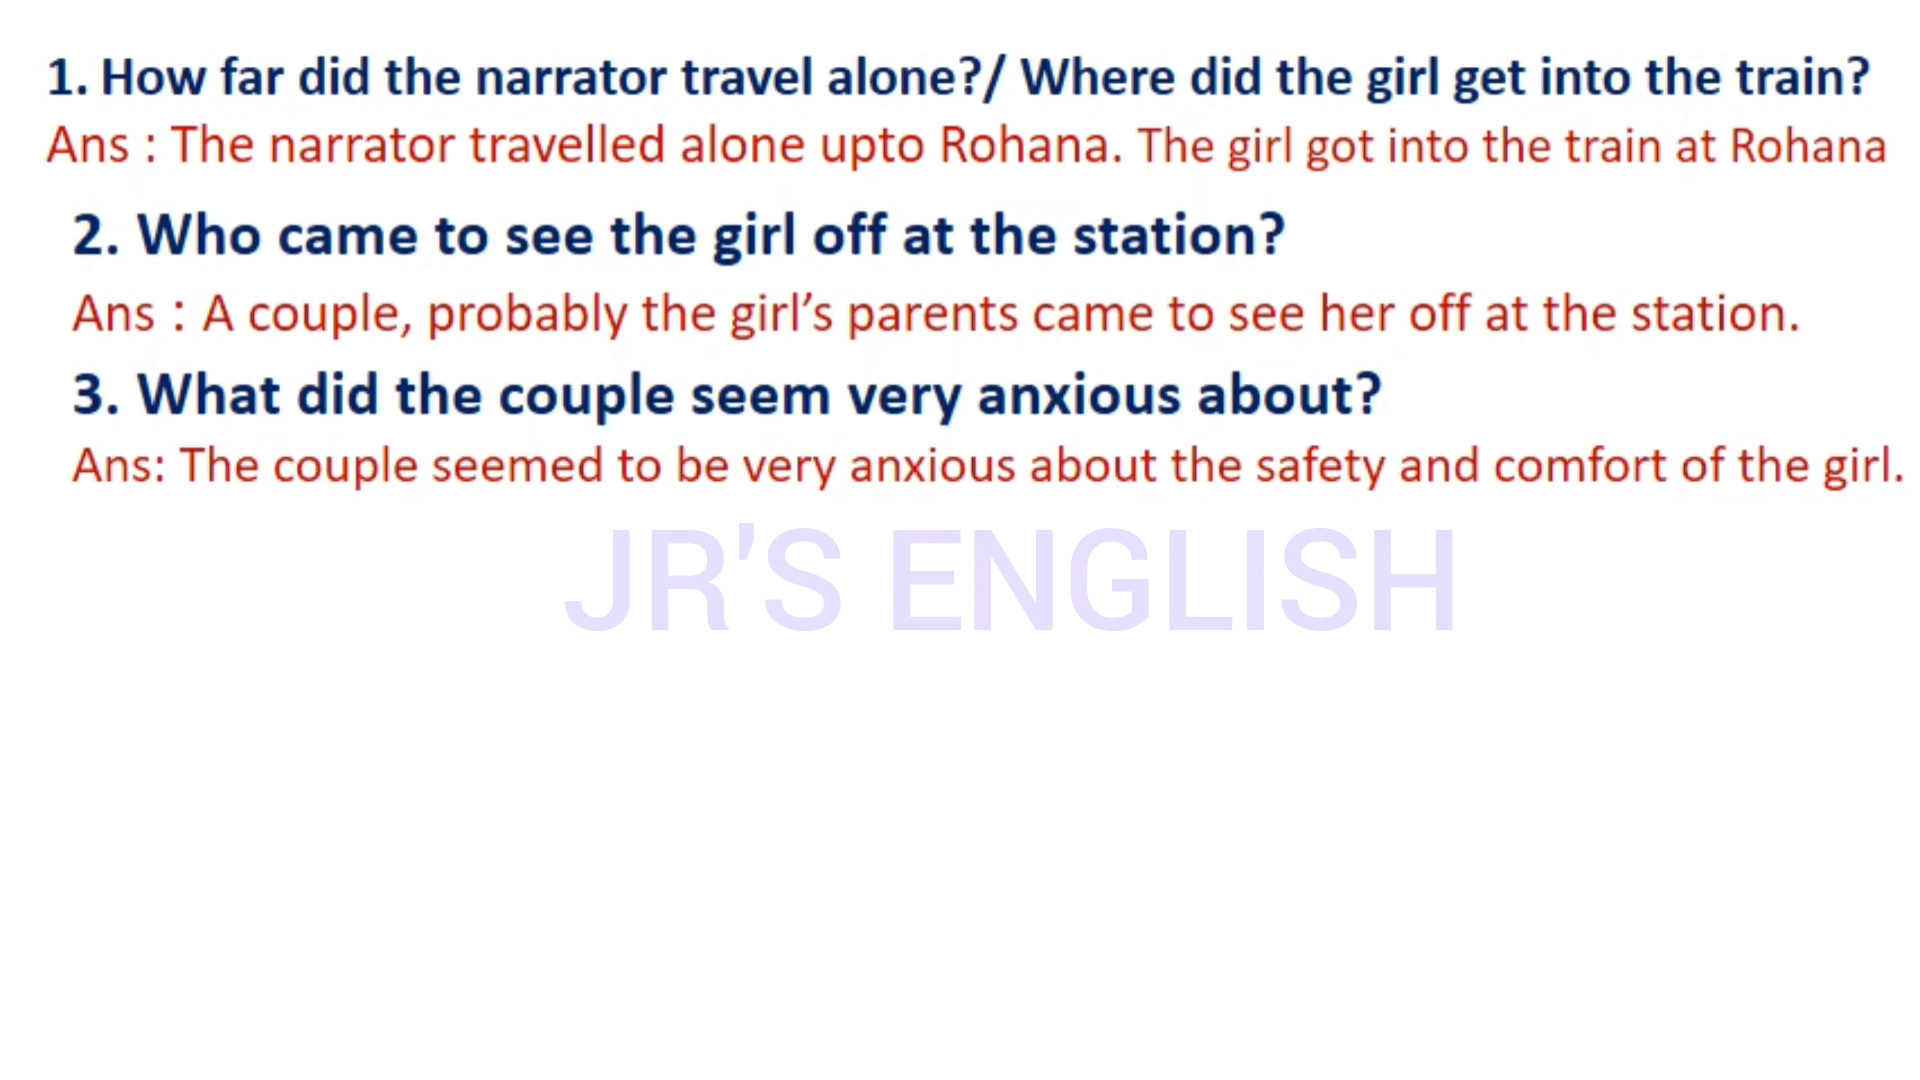 1. How far did the narrator travel alone?/ Where did the girl get into the train?
Ans : The narrator travelled alone upto Rohana. The girl got into the train at Rohana
2. Who came to see the girl off at the station?
Ans : A couple, probably the girl’s parents came to see her off at the station.
3. What did the couple seem very anxious about?
Ans: The couple seemed to be very anxious about the safety and comfort of the girl.
JR'S ENGLISH